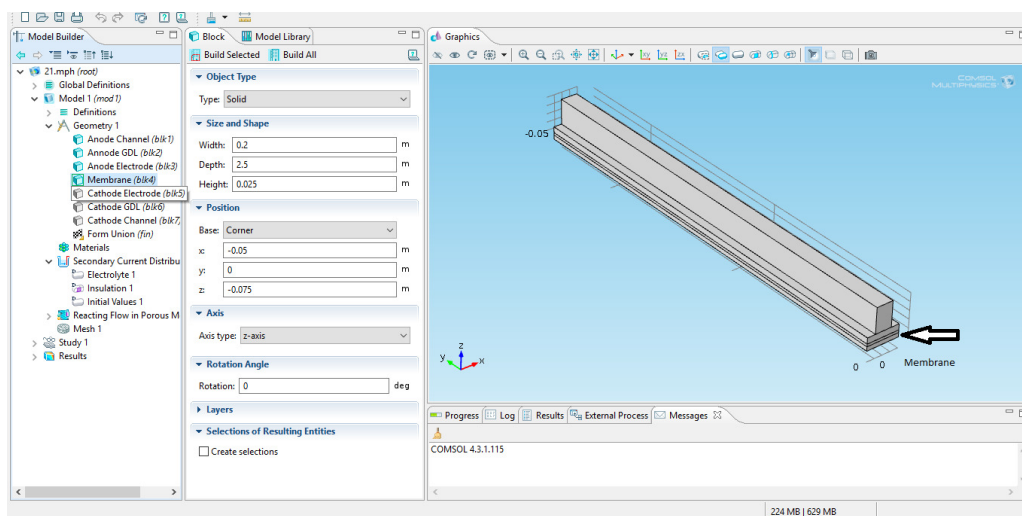 Model Builder
21.mph (root)
Global Definitions
Model 1 (mod1)
Definitions
Geometry 1
Anode Channel (blk1)
Annode GDL (blk2)
Anode Electrode (blk3)
Membrane (blk4)
Cathode Electrode (blk5)
Cathode GDL (blk6)
Cathode Channel (blk7)
Form Union (fin)
Materials
Secondary Current Distribu
Electrolyte 1
Insulation 1
Initial Values 1
Reacting Flow in Porous M
Mesh 1
Study 1
Results
Block Model Library
Build Selected Build All
Object Type
Type: Solid
Size and Shape
Width: 0.2 m
Depth: 2.5 m
Height: 0.025 m
Position
Base: Corner
x: -0.05 m
y: 0 m
z: -0.075 m
Axis
Axis type: z-axis
Rotation Angle
Rotation: 0 deg
Layers
Selections of Resulting Entities
Create selections
Graphics
COMSOL
MULTIPHYSICS
-0.05
z
y x
0 0 Membrane
Progress Log Results External Process Messages
COMSOL 4.3.1.115
224 MB | 629 MB